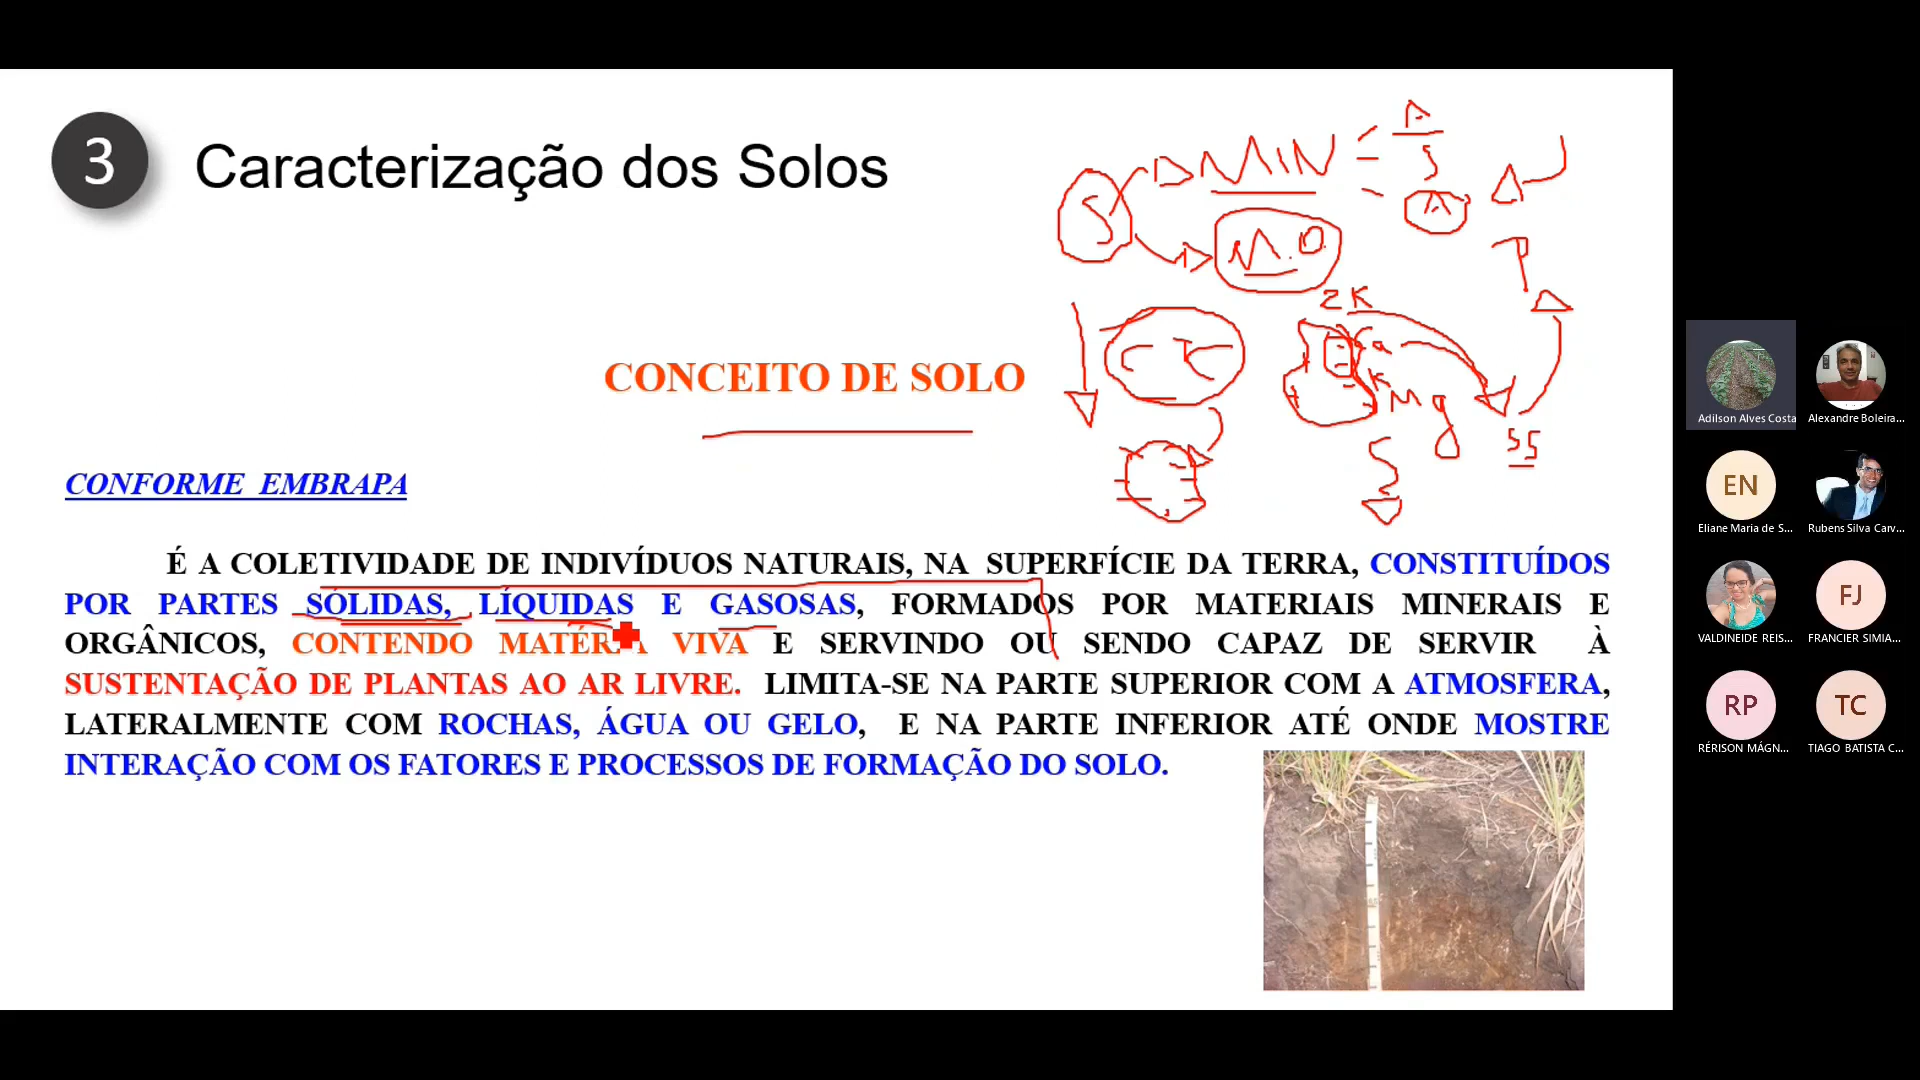 3 Caracterização dos Solos
MIN
M.O
2K
CONCEITO DE SOLO
Mg
CONFORME EMBRAPA
É A COLETIVIDADE DE INDIVÍDUOS NATURAIS, NA SUPERFÍCIE DA TERRA, CONSTITUÍDOS
POR PARTES SÓLIDAS, LÍQUIDAS E GASOSAS, FORMADOS POR MATERIAIS MINERAIS E
ORGÂNICOS, CONTENDO MATÉRIA VIVA E SERVINDO OU SENDO CAPAZ DE SERVIR À
SUSTENTAÇÃO DE PLANTAS AO AR LIVRE. LIMITA-SE NA PARTE SUPERIOR COM A ATMOSFERA,
LATERALMENTE COM ROCHAS, ÁGUA OU GELO, E NA PARTE INFERIOR ATÉ ONDE MOSTRE
INTERAÇÃO COM OS FATORES E PROCESSOS DE FORMAÇÃO DO SOLO.
Adilson Alves Costa
Alexandre Boleira...
EN
Eliane Maria de S...
Rubens Silva Carv...
VALDINEIDE REIS...
FJ
FRANCIER SIMIA...
RP
RÉRISON MÁGN...
TC
TIAGO BATISTA C...